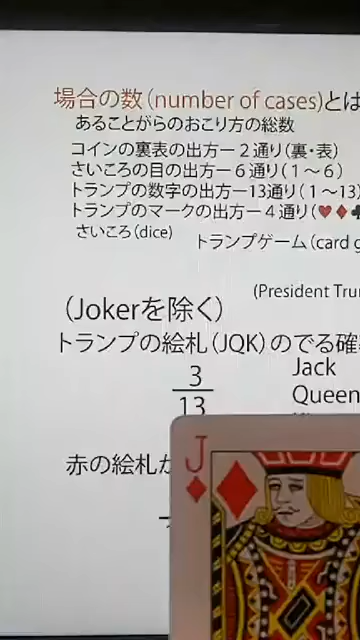 場合の数(number of cases)とは
あることがらのおこり方の総数
コインの裏表の出方ー2通り(裏・表)
さいころの目の出方ー6通り(1～6)
トランプの数字の出方ー13通り(1～13)
トランプのマークの出方ー4通り(♥♦♣
さいころ(dice)
トランプゲーム(card g
(President Tru
(Jokerを除く)
トランプの絵札(JQK)のでる確
3
13
Jack
Queen
赤の絵札が
J